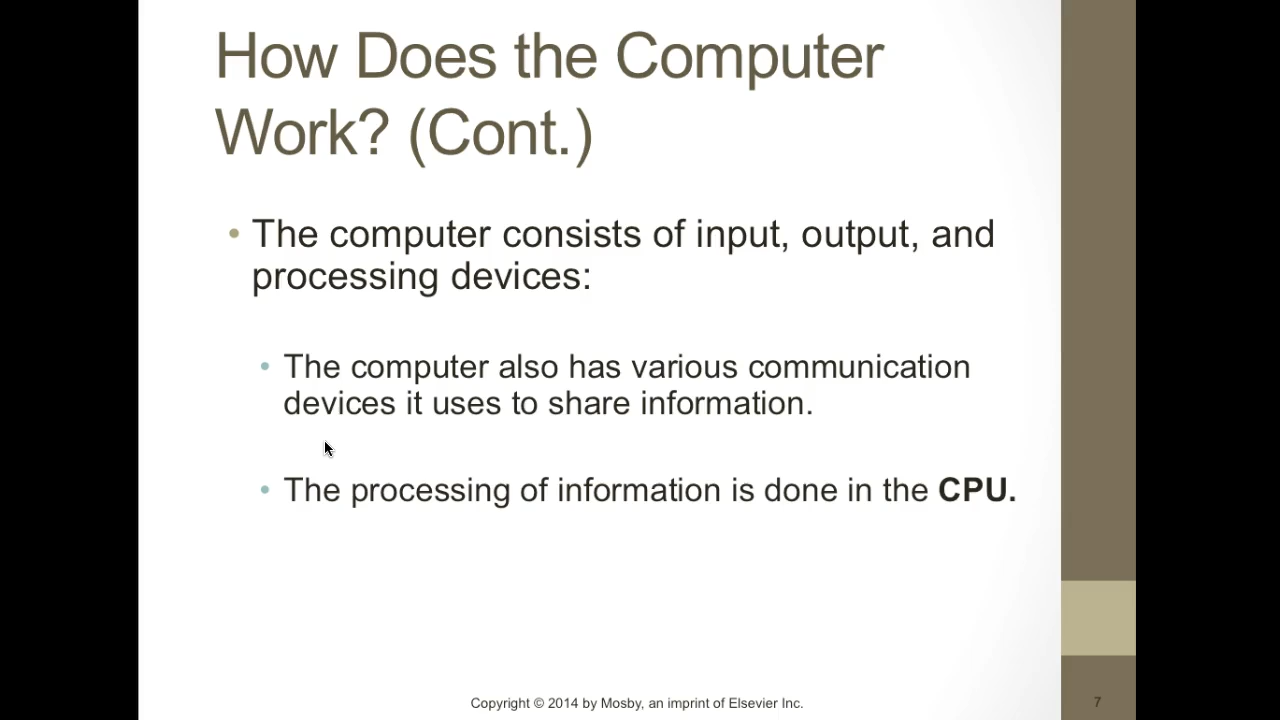 How Does the Computer
Work? (Cont.)
• The computer consists of input, output, and
processing devices:
• The computer also has various communication
devices it uses to share information.
• The processing of information is done in the CPU.
Copyright © 2014 by Mosby, an imprint of Elsevier Inc.
7